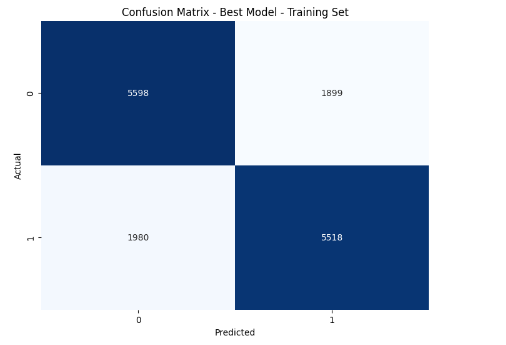 Confusion Matrix - Best Model - Training Set
0
5598
1899
Actual
1
1980
5518
0
1
Predicted